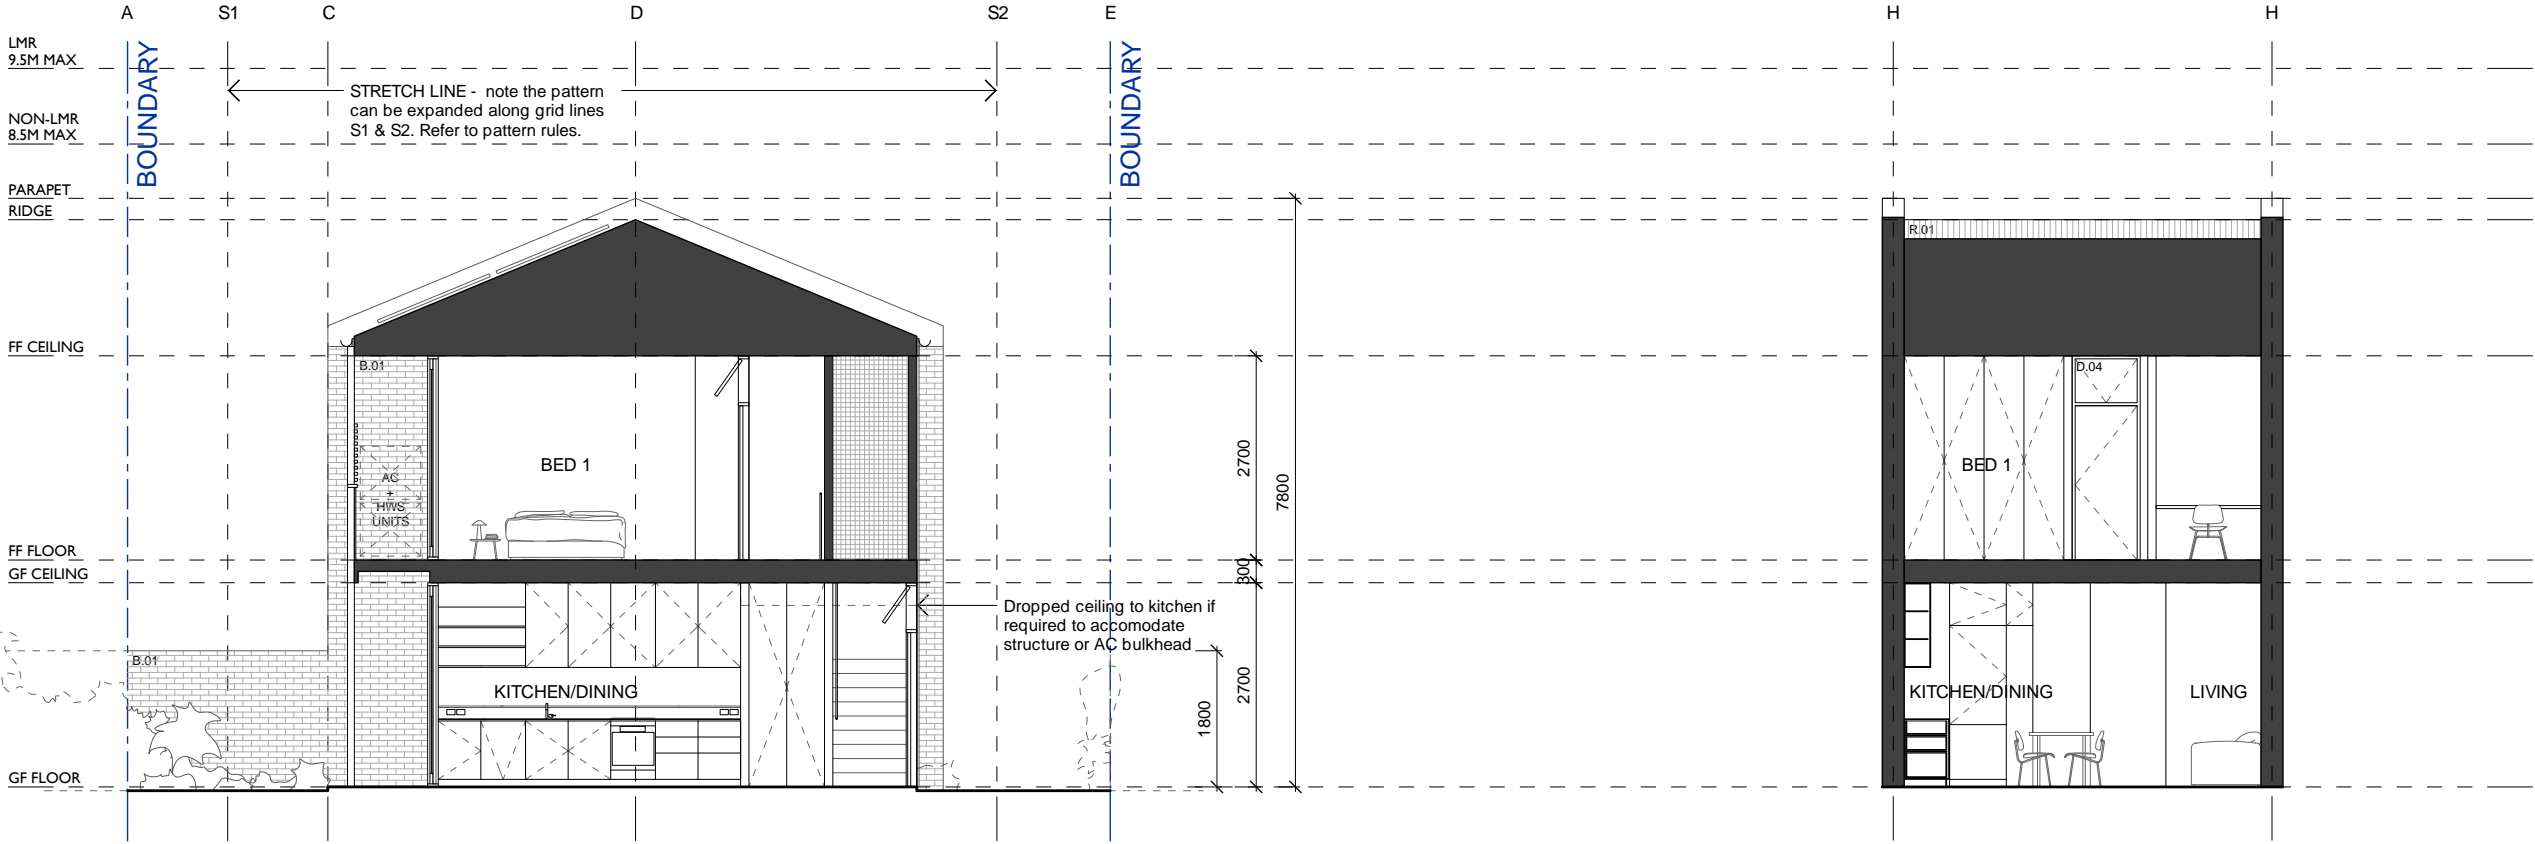 A S1 C D S2 E H H
LMR
9.5M MAX
BOUNDARY
BOUNDARY
STRETCH LINE - note the pattern
can be expanded along grid lines
S1 & S2. Refer to pattern rules.
NON-LMR
8.5M MAX
PARAPET
RIDGE
R.01
FF CEILING
B.01
D.04
BED 1
BED 1
AC
+
HWS
UNITS
2700
7800
FF FLOOR
GF CEILING
300
Dropped ceiling to kitchen if
required to accomodate
structure or AC bulkhead
B.01
KITCHEN/DINING
2700
1800
KITCHEN/DINING
LIVING
GF FLOOR